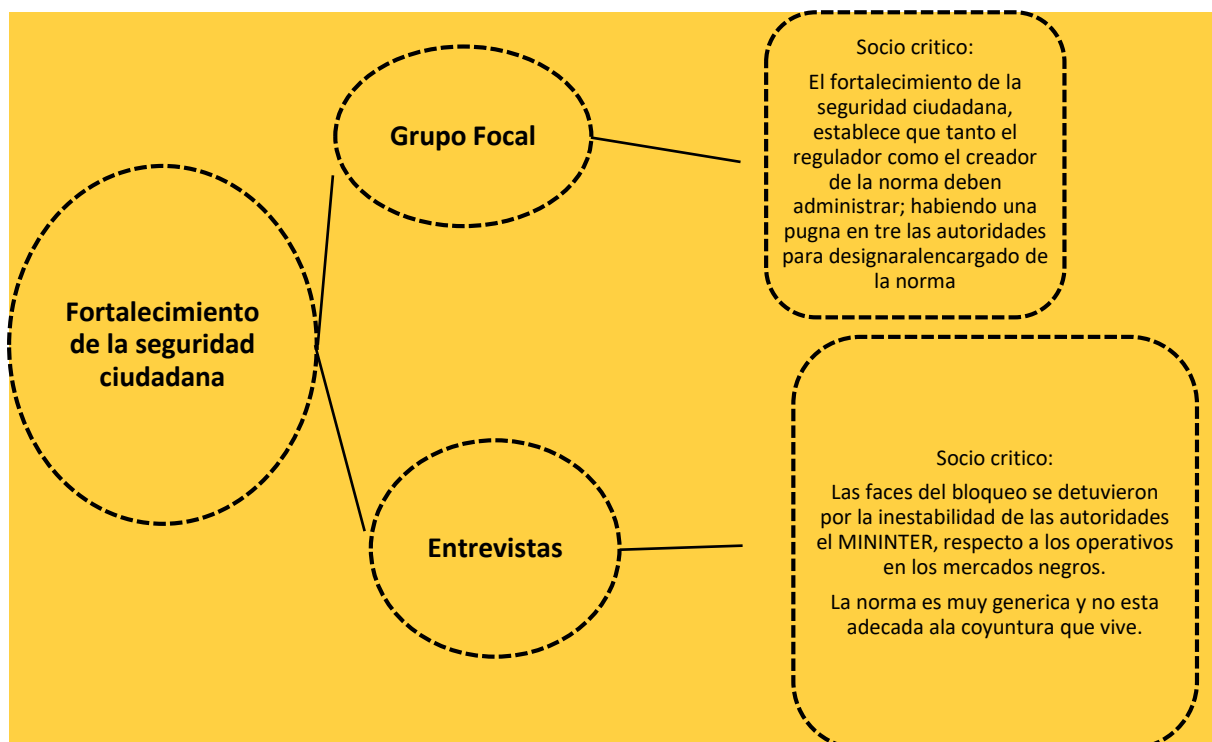 Fortalecimiento
de la seguridad
ciudadana
Grupo Focal
Socio critico:
El fortalecimiento de la
seguridad ciudadana,
establece que tanto el
regulador como el creador
de la norma deben
administrar; habiendo una
pugna en tre las autoridades
para designaralencargado de
la norma
Entrevistas
Socio critico:
Las faces del bloqueo se detuvieron
por la inestabilidad de las autoridades
el MININTER, respecto a los operativos
en los mercados negros.
La norma es muy generica y no esta
adecada ala coyuntura que vive.